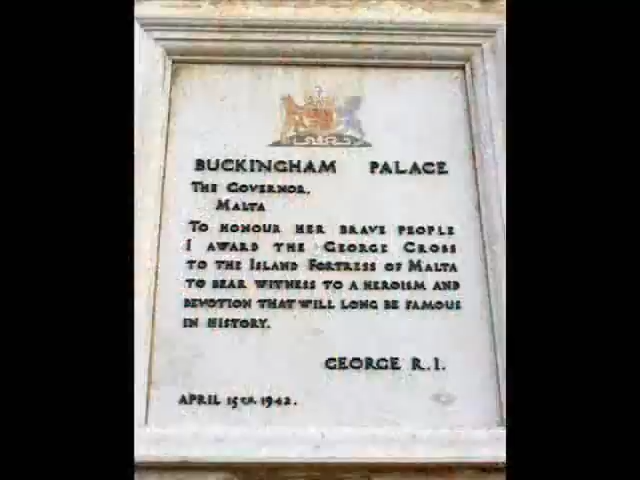 BUCKINGHAM PALACE
THE GOVERNOR,
MALTA
TO HONOUR HER BRAVE PEOPLE
I AWARD THE GEORGE CROSS
TO THE ISLAND FORTRESS OF MALTA
TO BEAR WITNESS TO A HEROISM AND
DEVOTION THAT WILL LONG BE FAMOUS
IN HISTORY.
GEORGE R.I.
APRIL 15TH. 1942.